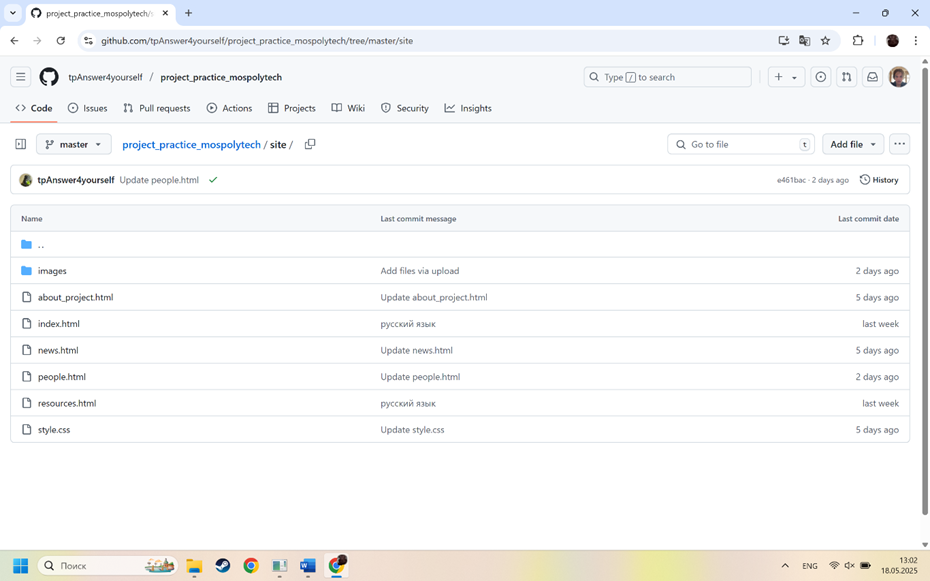 project_practice_mospolytech/s
github.com/tpAnswer4yourself/project_practice_mospolytech/tree/master/site
tpAnswer4yourself / project_practice_mospolytech
Type / to search
Code Issues Pull requests Actions Projects Wiki Security Insights
master project_practice_mospolytech / site / Go to file t Add file
tpAnswer4yourself Update people.html e461bac · 2 days ago History
Name Last commit message Last commit date
..
images Add files via upload 2 days ago
about_project.html Update about_project.html 5 days ago
index.html русский язык last week
news.html Update news.html 5 days ago
people.html Update people.html 2 days ago
resources.html русский язык last week
style.css Update style.css 5 days ago
Поиск ENG 13:02
18.05.2025